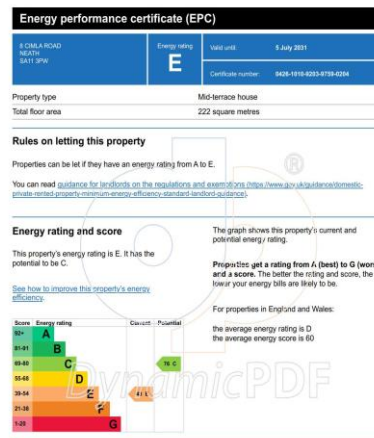 Energy performance certificate (EPC)
8 CIMLA ROAD
NEATH
SA11 3PW
Energy rating
E
Valid until:
5 July 2031
Certificate number:
0426-1010-9203-9759-0204
Property type
Mid-terrace house
Total floor area
222 square metres
Rules on letting this property
Properties can be let if they have an energy rating from A to E.
You can read guidance for landlords on the regulations and exemptions (https://www.gov.uk/guidance/domestic-
private-rented-property-minimum-energy-efficiency-standard-landlord-guidance).
Energy rating and score
This property's energy rating is E. It has the
potential to be C.
See how to improve this property's energy
efficiency.
The graph shows this property's current and
potential energy rating.
Properties get a rating from A (best) to G (wors
and a score. The better the rating and score, the
lower your energy bills are likely to be.
For properties in England and Wales:
the average energy rating is D
the average energy score is 60
Score Energy rating Current Potential
92+ A
81-91 B
69-80 C 76 C
55-68 D
39-54 E
21-38 F
1-20 G
DynamicPDF
®